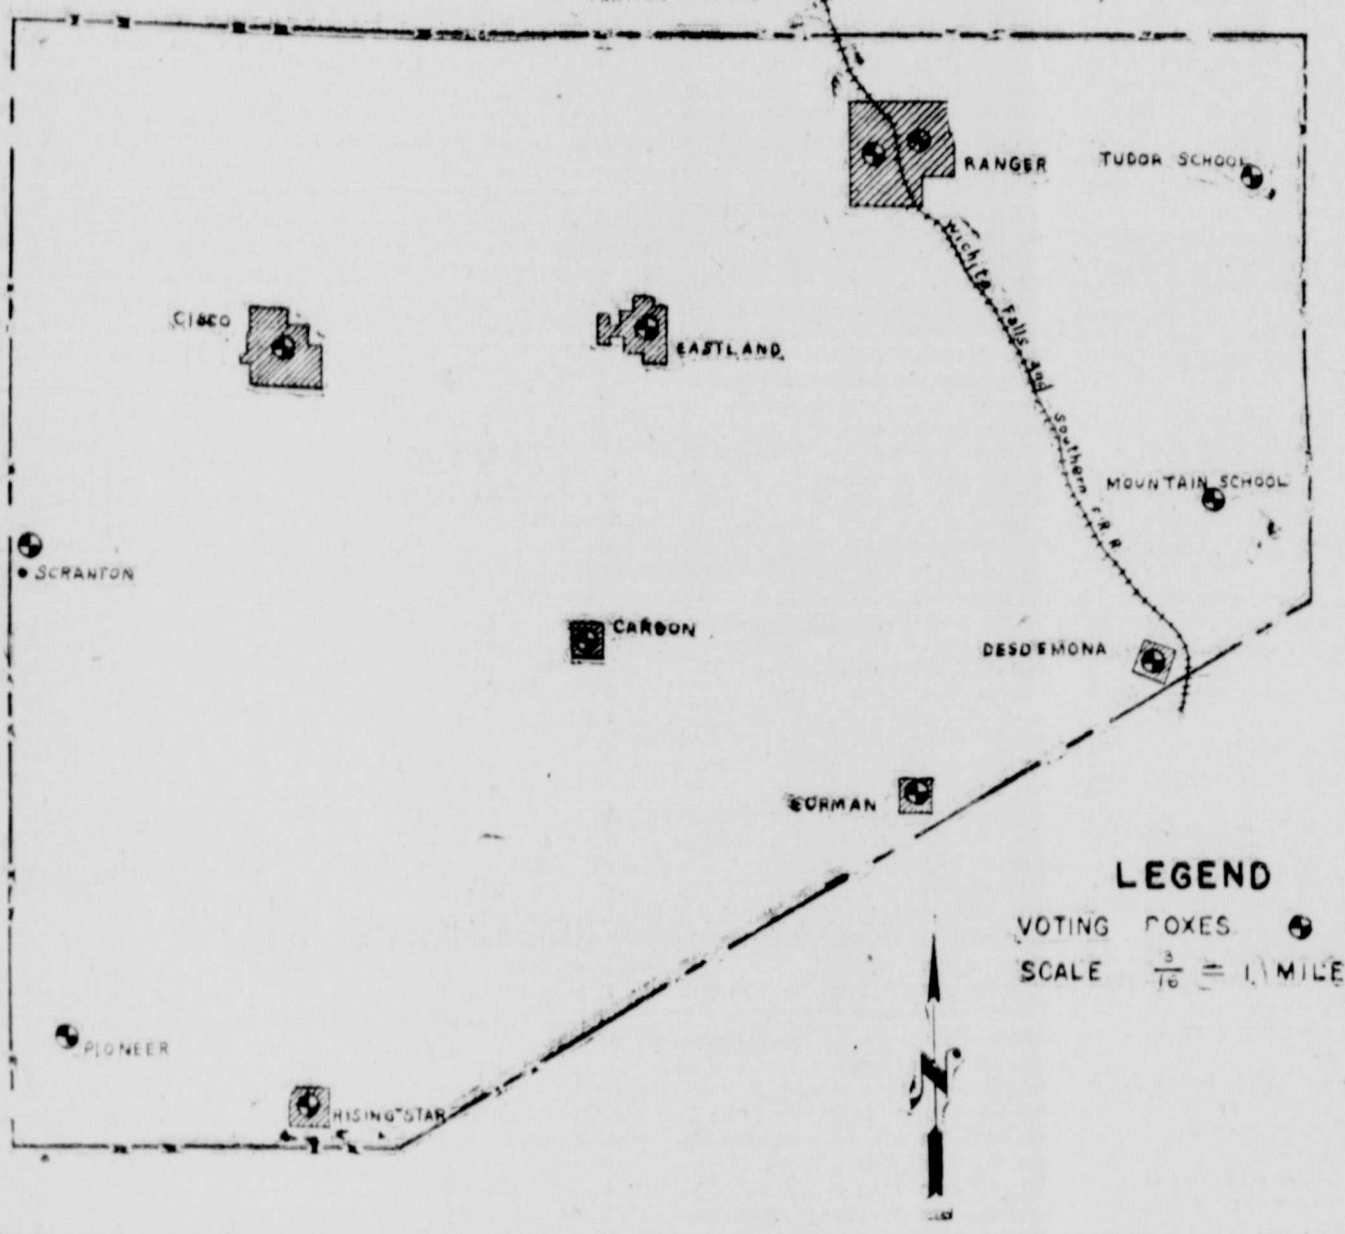 RANGER
TUDOR SCHOOL
Wichita Falls And Southern R.R.
CISCO
EASTLAND
MOUNTAIN SCHOOL
SCRANTON
CARBON
DESDEMONA
GORMAN
LEGEND
VOTING BOXES
SCALE 3/16 = 1 MILE
N
PIONEER
RISING STAR